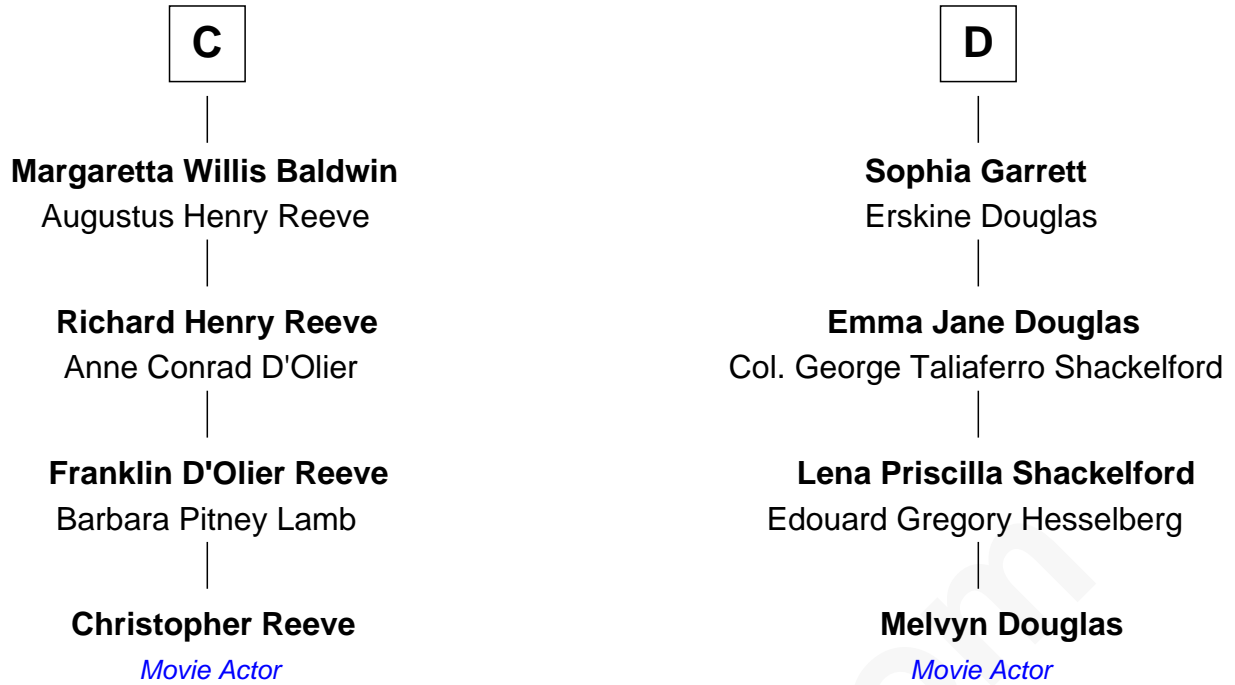 C
Margaretta Willis Baldwin
Augustus Henry Reeve
Richard Henry Reeve
Anne Conrad D'Olier
Franklin D'Olier Reeve
Barbara Pitney Lamb
Christopher Reeve
Movie Actor
D
Sophia Garrett
Erskine Douglas
Emma Jane Douglas
Col. George Taliaferro Shackelford
Lena Priscilla Shackelford
Edouard Gregory Hesselberg
Melvyn Douglas
Movie Actor